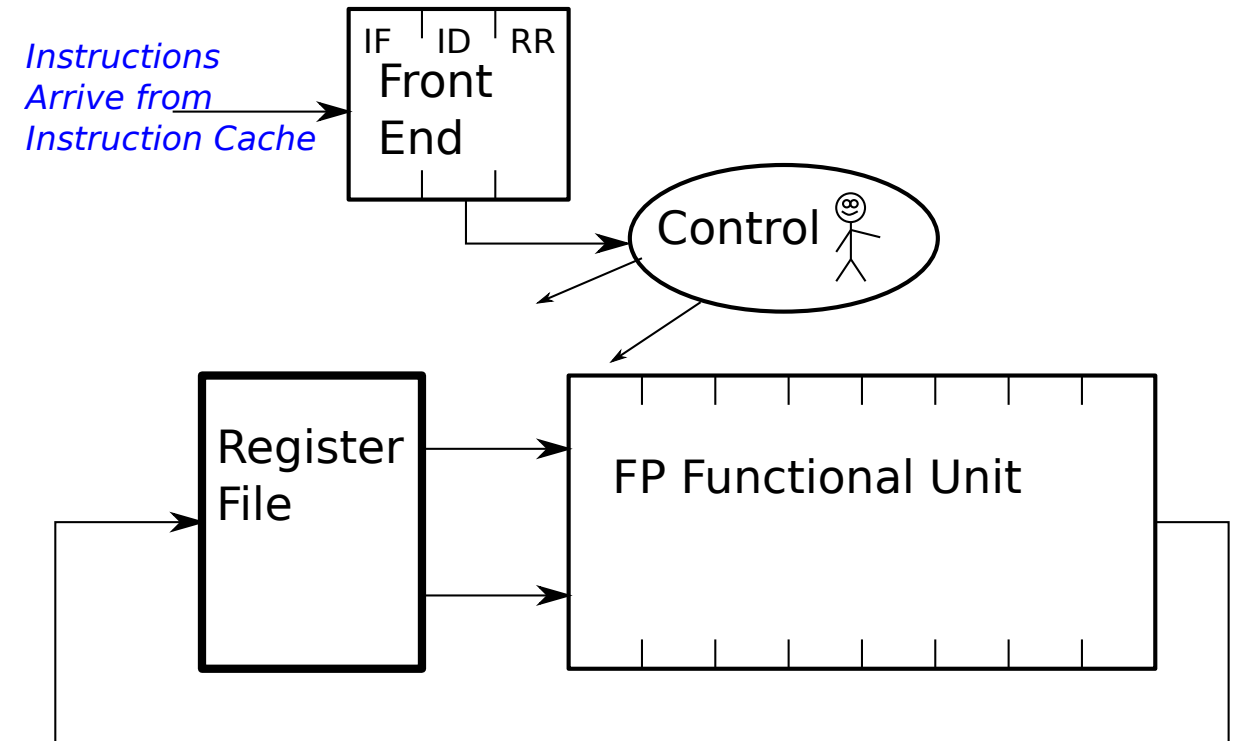 Instructions
Arrive from
Instruction Cache
IF ID RR
Front
End
Control
Register
File
FP Functional Unit